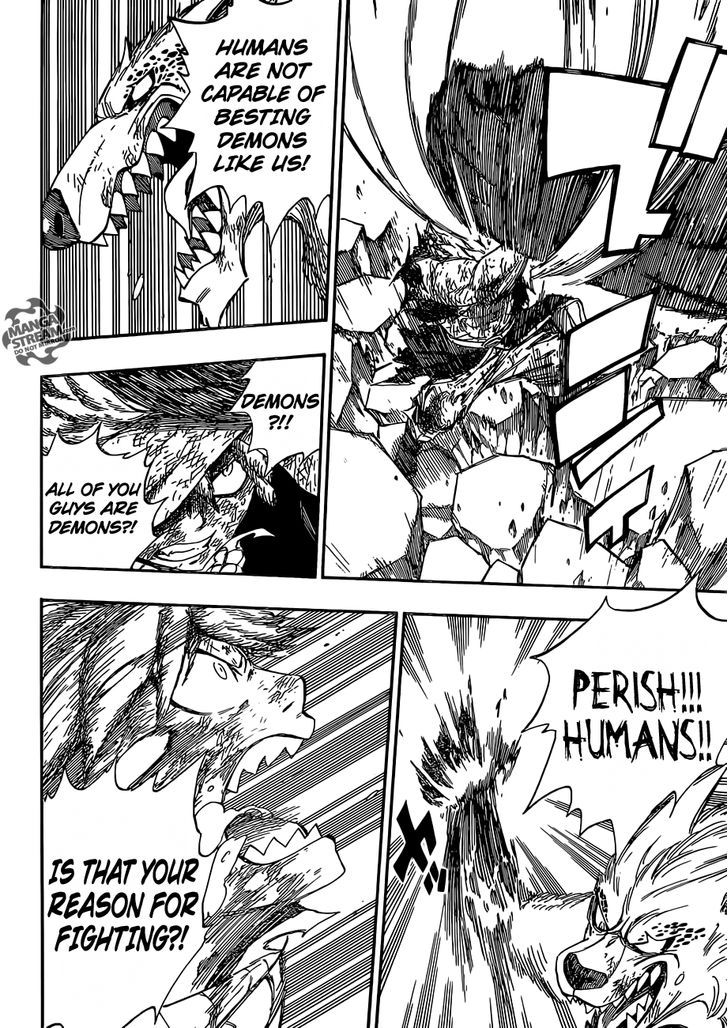 HUMANS
ARE NOT
CAPABLE OF
BESTING
DEMONS
LIKE US!
MANGA
STREAM
DEMONS
?!!
ALL OF YOU
GUYS ARE
DEMONS?!
PERISH!!!
HUMANS!!
IS THAT YOUR
REASON FOR
FIGHTING?!